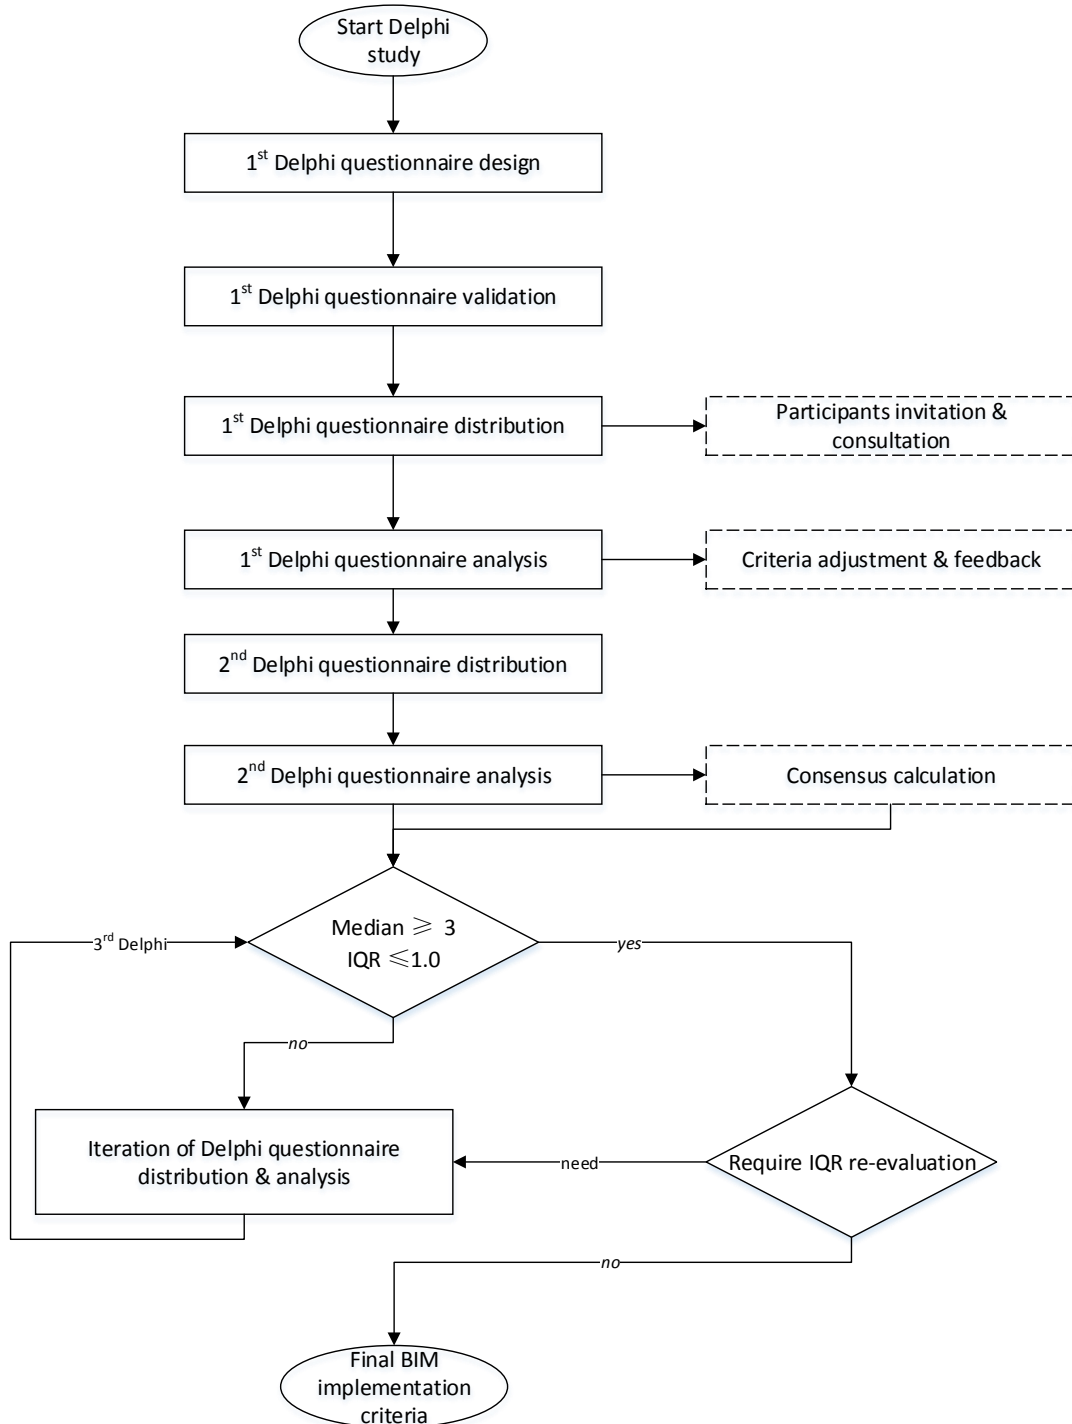 Start Delphi
study
1st Delphi questionnaire design
1st Delphi questionnaire validation
1st Delphi questionnaire distribution
Participants invitation &
consultation
1st Delphi questionnaire analysis
Criteria adjustment & feedback
2nd Delphi questionnaire distribution
2nd Delphi questionnaire analysis
Consensus calculation
Median ≥ 3
IQR ≤1.0
3rd Delphi
yes
no
Iteration of Delphi questionnaire
distribution & analysis
need
Require IQR re-evaluation
no
Final BIM
implementation
criteria